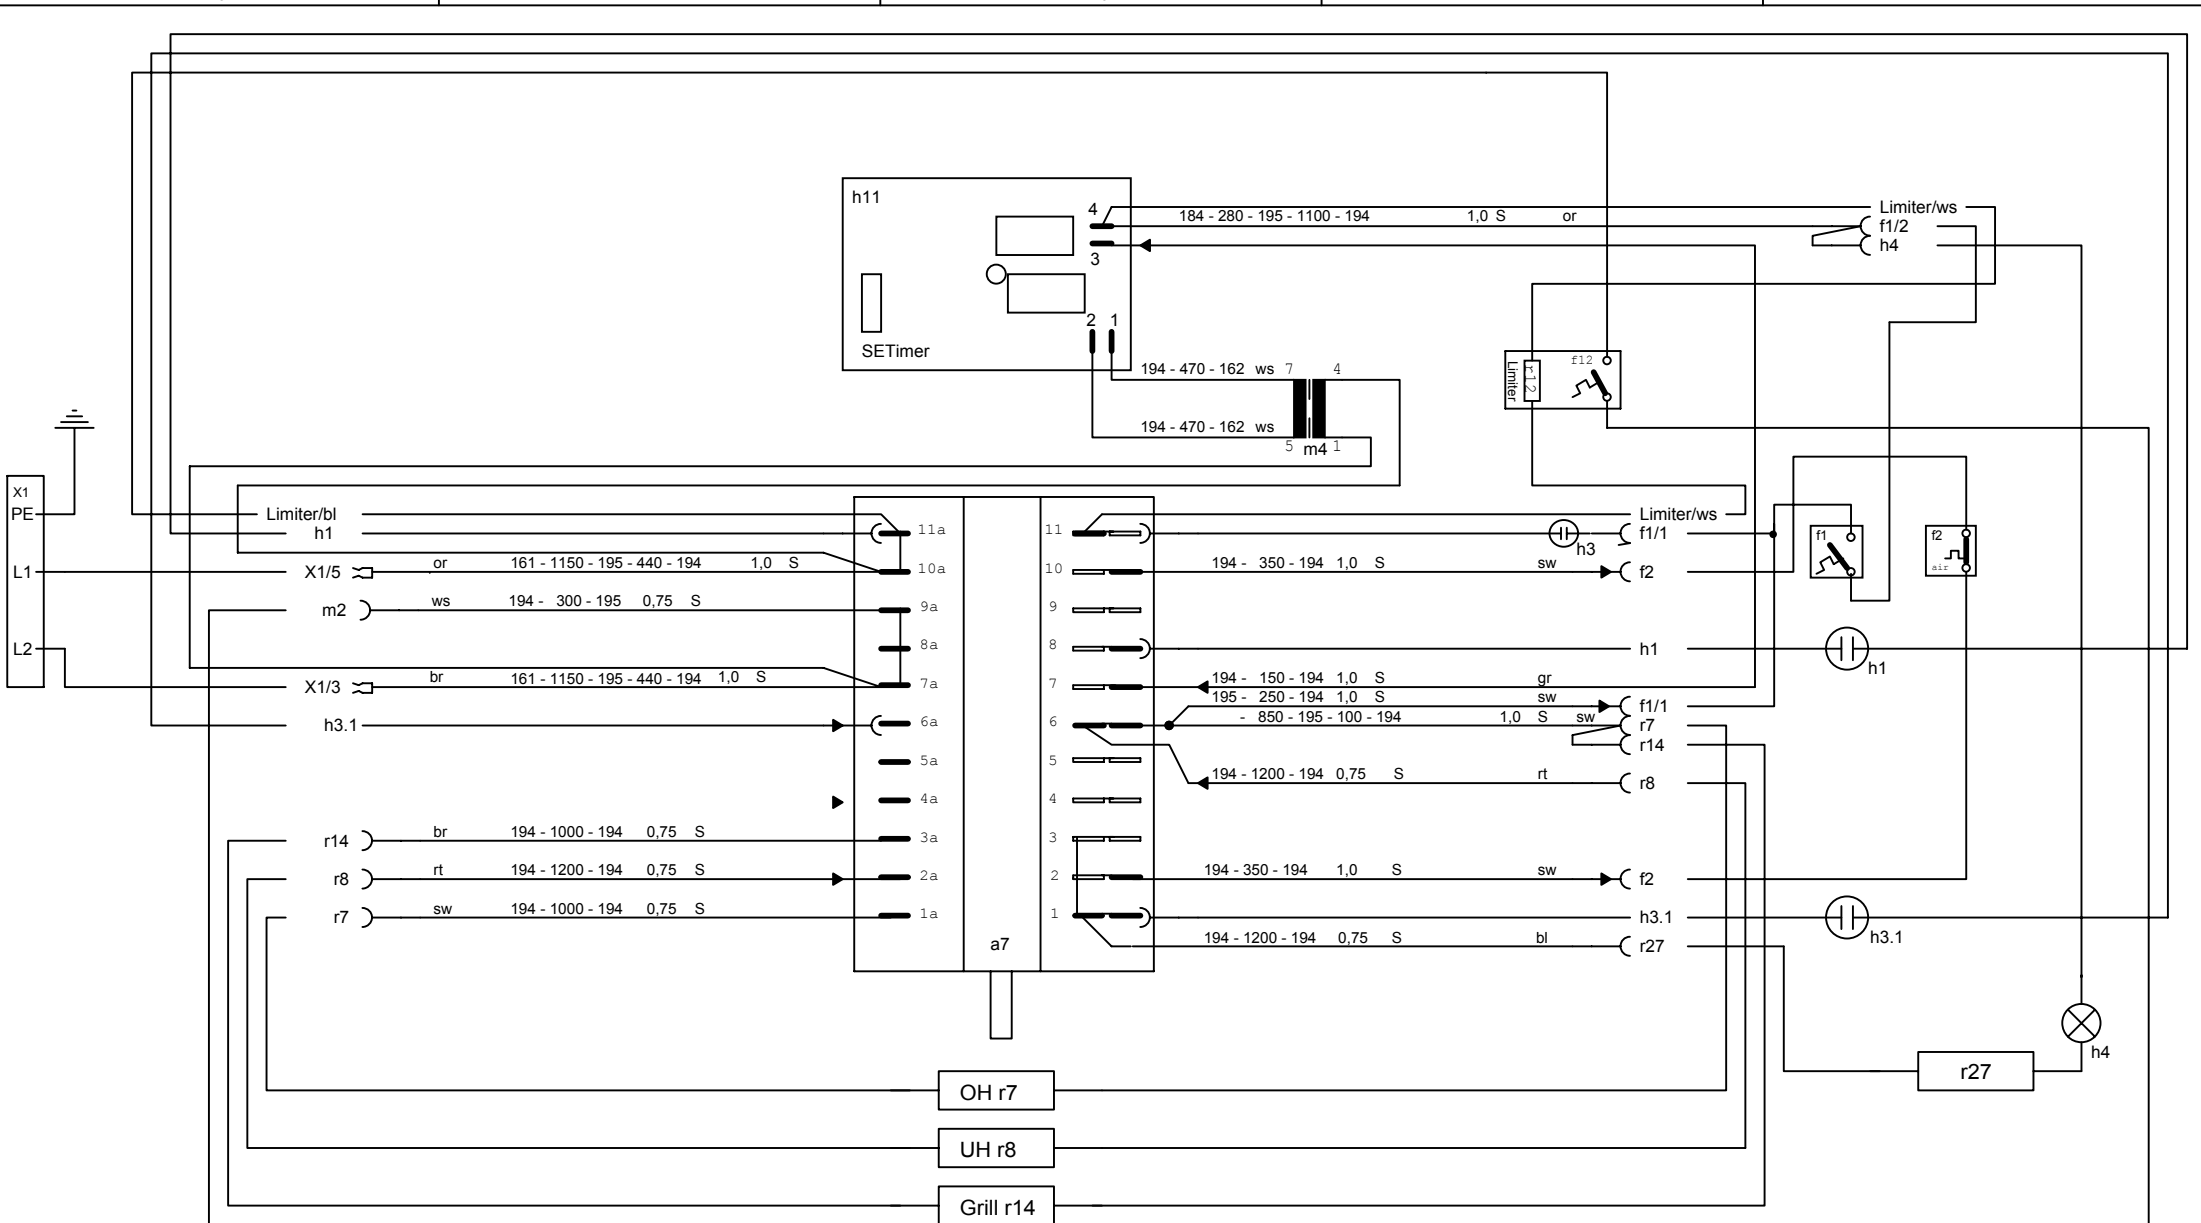 h11
4
184 - 280 - 195 - 1100 - 194 1,0 S or
Limiter/ws
f1/2
h4
3
2 1
SETimer
194 - 470 - 162 ws 7 4
194 - 470 - 162 ws
5 m4 1
f12
r12
Limiter
X1
PE
L1
L2
Limiter/bl
h1
X1/5 or 161 - 1150 - 195 - 440 - 194 1,0 S
m2 ws 194 - 300 - 195 0,75 S
X1/3 br 161 - 1150 - 195 - 440 - 194 1,0 S
h3.1
r14 br 194 - 1000 - 194 0,75 S
r8 rt 194 - 1200 - 194 0,75 S
r7 sw 194 - 1000 - 194 0,75 S
11a
10a
9a
8a
7a
6a
5a
4a
3a
2a
1a
a7
11
10
9
8
7
6
5
4
3
2
1
Limiter/ws
h3 f1/1
194 - 350 - 194 1,0 S sw f2
h1
194 - 150 - 194 1,0 S gr
195 - 250 - 194 1,0 S sw f1/1
- 850 - 195 - 100 - 194 1,0 S sw r7
r14
194 - 1200 - 194 0,75 S rt r8
194 - 350 - 194 1,0 S sw f2
h3.1
194 - 1200 - 194 0,75 S bl r27
f1
f2
air
h1
h3.1
h4
r27
OH r7
UH r8
Grill r14